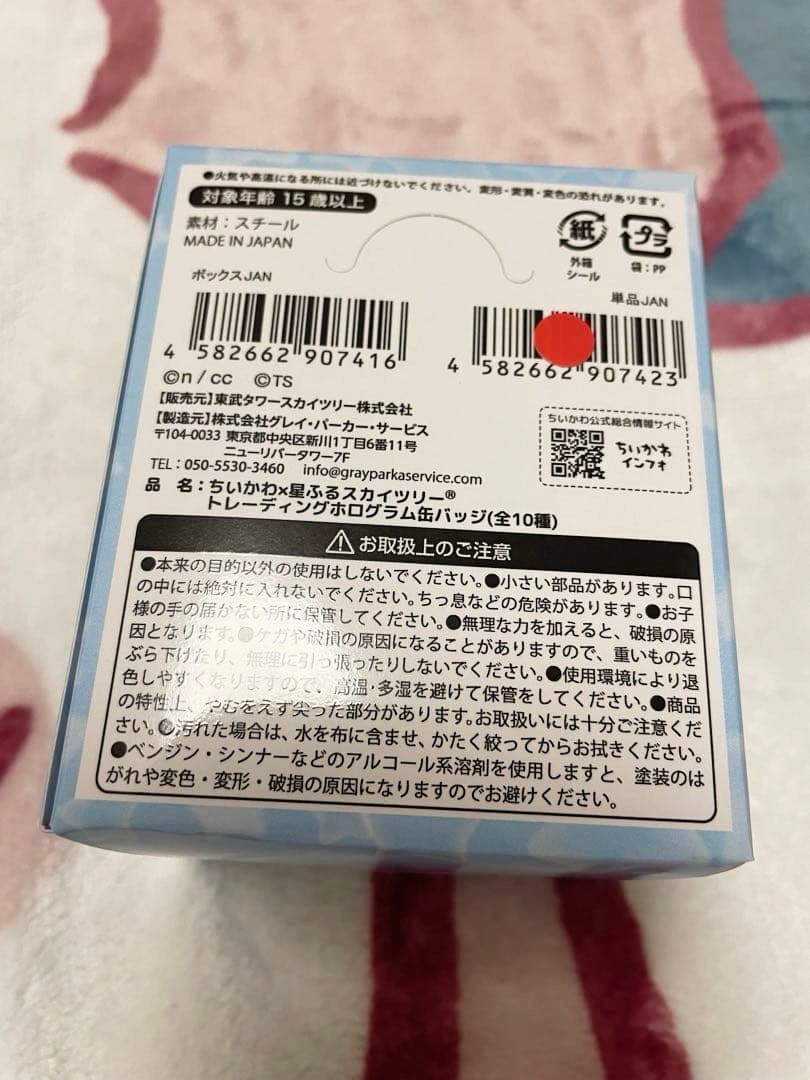 ●火気や高温になる所には近づけないでください。変形・変質・変色の恐れがあります。
対象年齢 15歳以上
素材：スチール
MADE IN JAPAN
紙
外箱
シール
プラ
袋：PP
ボックスJAN
単品JAN
4 582662 907416
4 582662 907423
©n / cc ©TS
【販売元】東武タワースカイツリー株式会社
【製造元】株式会社グレイ・パーカー・サービス
〒104-0033 東京都中央区新川1丁目6番11号
ニューリバータワー7F
TEL：050-5530-3460 info@grayparkaservice.com
ちいかわ公式総合情報サイト
ちいかわ
インフォ
品 名：ちいかわ×星ふるスカイツリー®
トレーディングホログラム缶バッジ(全10種)
お取扱上のご注意
●本来の目的以外の使用はしないでください。●小さい部品があります。口
の中には絶対に入れないでください。ちっ息などの危険があります。●お子
様の手の届かない所に保管してください。●無理な力を加えると、破損の原
因となります。●ケガや破損の原因になることがありますので、重いものを
ぶら下げたり、無理に引っ張ったりしないでください。●使用環境により退
色しやすくなりますので、高温・多湿を避けて保管をしてください。●商品
の特性上、やむをえず尖った部分があります。お取扱いには十分ご注意くだ
さい。●汚れた場合は、水を布に含ませ、かたく絞ってからお拭きください。
●ベンジン・シンナーなどのアルコール系溶剤を使用しますと、塗装のは
がれや変色・変形・破損の原因になりますのでお避けください。